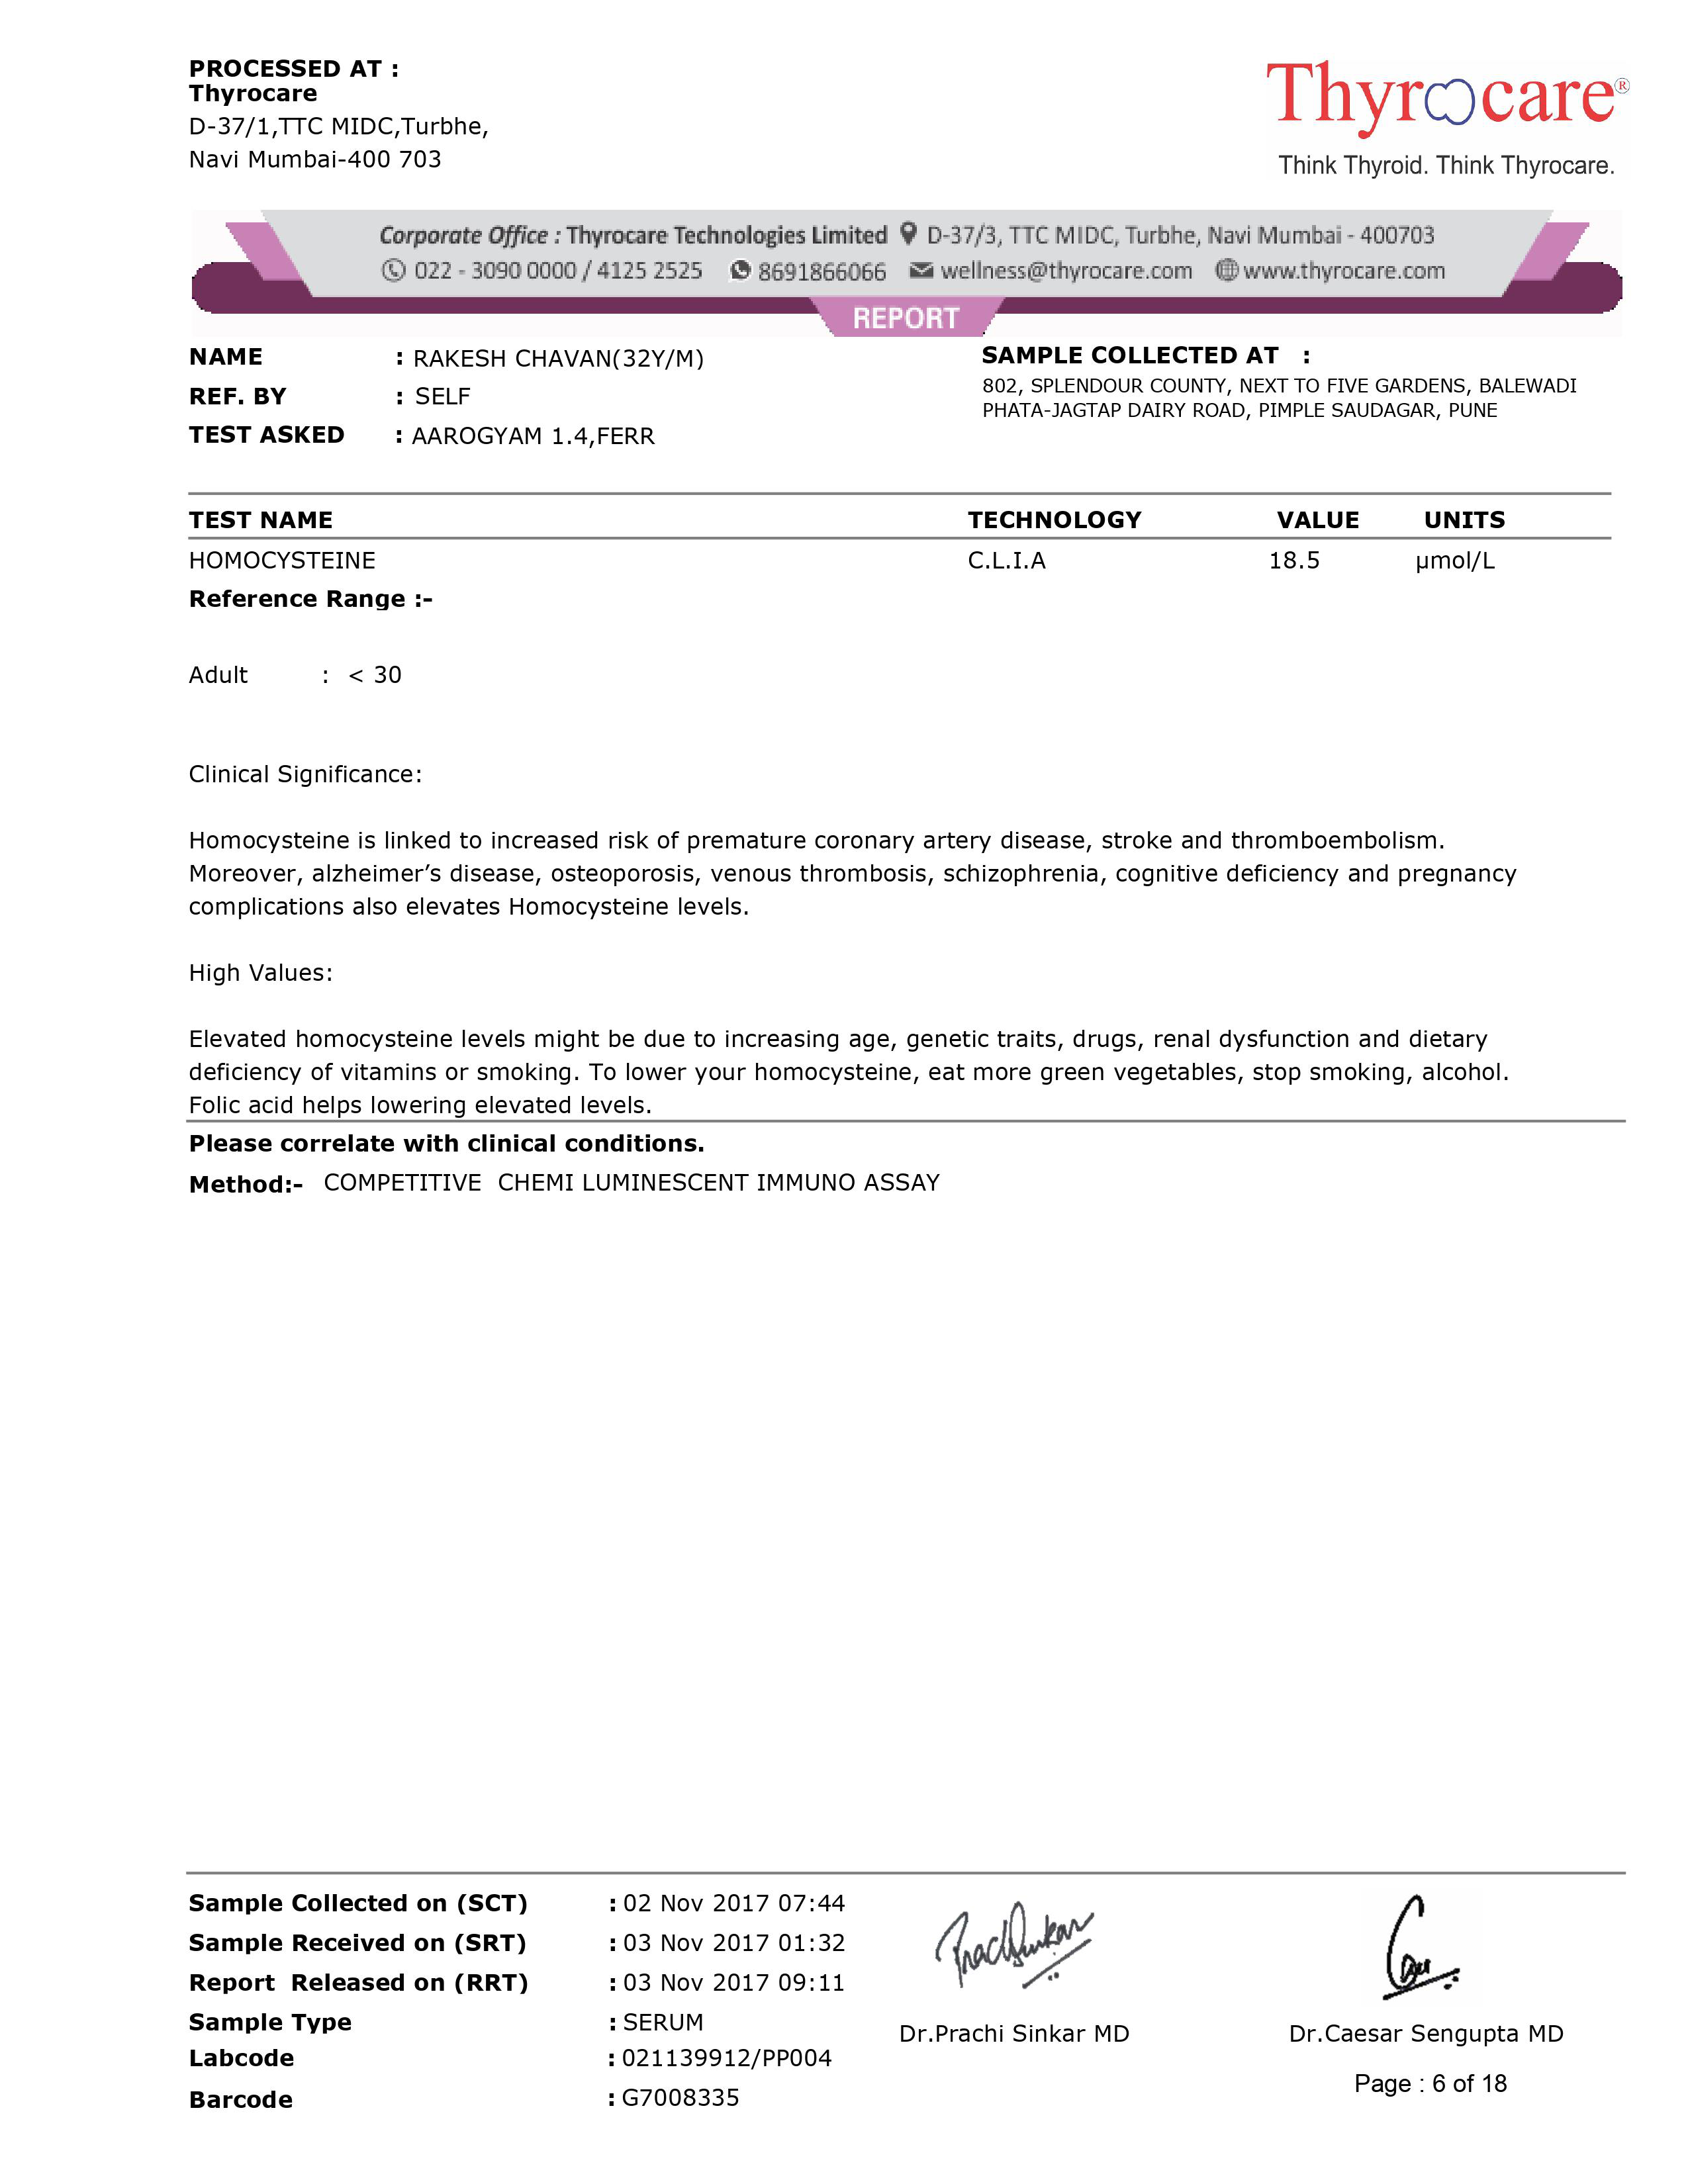 PROCESSED AT :
Thyrocare
D-37/1,TTC MIDC,Turbhe,
Navi Mumbai-400 703
Thyrocare®
Think Thyroid. Think Thyrocare.
Corporate Office : Thyrocare Technologies Limited D-37/3, TTC MIDC, Turbhe, Navi Mumbai - 400703
022 - 3090 0000 / 4125 2525 8691866066 wellness@thyrocare.com www.thyrocare.com
REPORT
NAME : RAKESH CHAVAN(32Y/M)
REF. BY : SELF
TEST ASKED : AAROGYAM 1.4,FERR
SAMPLE COLLECTED AT :
802, SPLENDOUR COUNTY, NEXT TO FIVE GARDENS, BALEWADI
PHATA-JAGTAP DAIRY ROAD, PIMPLE SAUDAGAR, PUNE
TEST NAME TECHNOLOGY VALUE UNITS
HOMOCYSTEINE C.L.I.A 18.5 µmol/L
Reference Range :-
Adult : < 30
Clinical Significance:
Homocysteine is linked to increased risk of premature coronary artery disease, stroke and thromboembolism.
Moreover, alzheimer’s disease, osteoporosis, venous thrombosis, schizophrenia, cognitive deficiency and pregnancy
complications also elevates Homocysteine levels.
High Values:
Elevated homocysteine levels might be due to increasing age, genetic traits, drugs, renal dysfunction and dietary
deficiency of vitamins or smoking. To lower your homocysteine, eat more green vegetables, stop smoking, alcohol.
Folic acid helps lowering elevated levels.
Please correlate with clinical conditions.
Method:- COMPETITIVE CHEMI LUMINESCENT IMMUNO ASSAY
Sample Collected on (SCT) : 02 Nov 2017 07:44
Sample Received on (SRT) : 03 Nov 2017 01:32
Report Released on (RRT) : 03 Nov 2017 09:11
Sample Type : SERUM
Labcode : 021139912/PP004
Barcode : G7008335
Dr.Prachi Sinkar MD
Dr.Caesar Sengupta MD
Page : 6 of 18